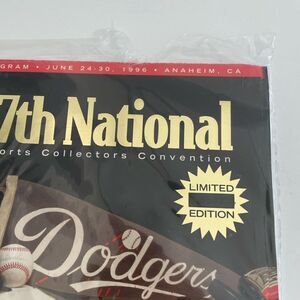 GRAM • JUNE 24-30, 1996 • ANAHEIM, CA
7th National
orts Collectors Convention
LIMITED
EDITION
Dodgers